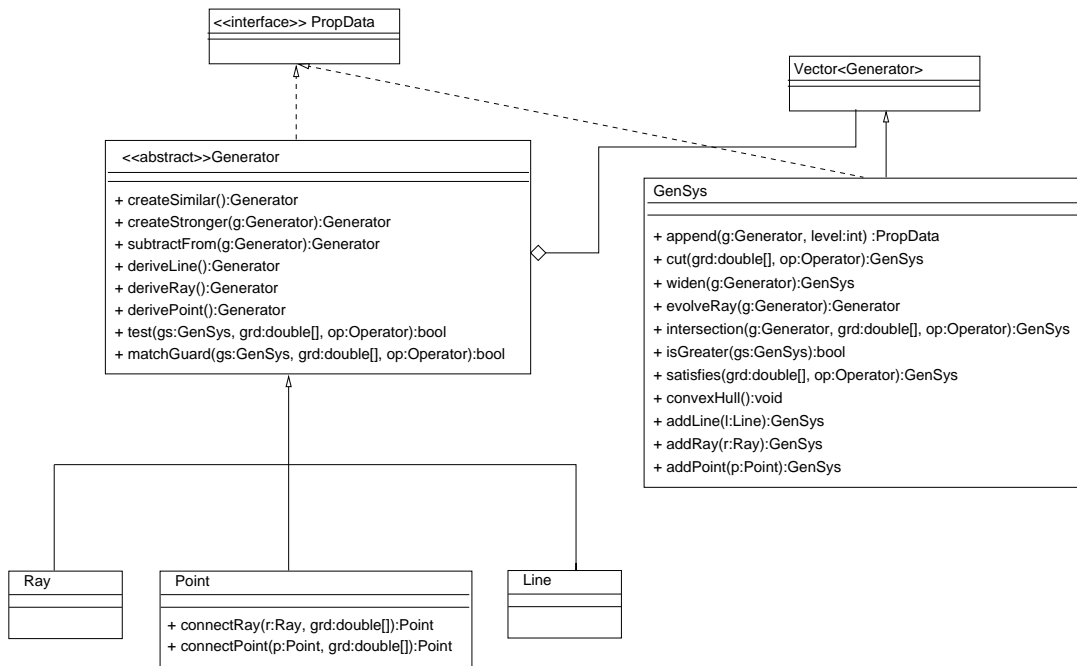 <<interface>> PropData
Vector<Generator>
<<abstract>>Generator
+ createSimilar():Generator
+ createStronger(g:Generator):Generator
+ subtractFrom(g:Generator):Generator
+ deriveLine():Generator
+ deriveRay():Generator
+ derivePoint():Generator
+ test(gs:GenSys, grd:double[], op:Operator):bool
+ matchGuard(gs:GenSys, grd:double[], op:Operator):bool
GenSys
+ append(g:Generator, level:int) :PropData
+ cut(grd:double[], op:Operator):GenSys
+ widen(g:Generator):GenSys
+ evolveRay(g:Generator):Generator
+ intersection(g:Generator, grd:double[], op:Operator):GenSys
+ isGreater(gs:GenSys):bool
+ satisfies(grd:double[], op:Operator):GenSys
+ convexHull():void
+ addLine(l:Line):GenSys
+ addRay(r:Ray):GenSys
+ addPoint(p:Point):GenSys
Ray
Point
+ connectRay(r:Ray, grd:double[]):Point
+ connectPoint(p:Point, grd:double[]):Point
Line